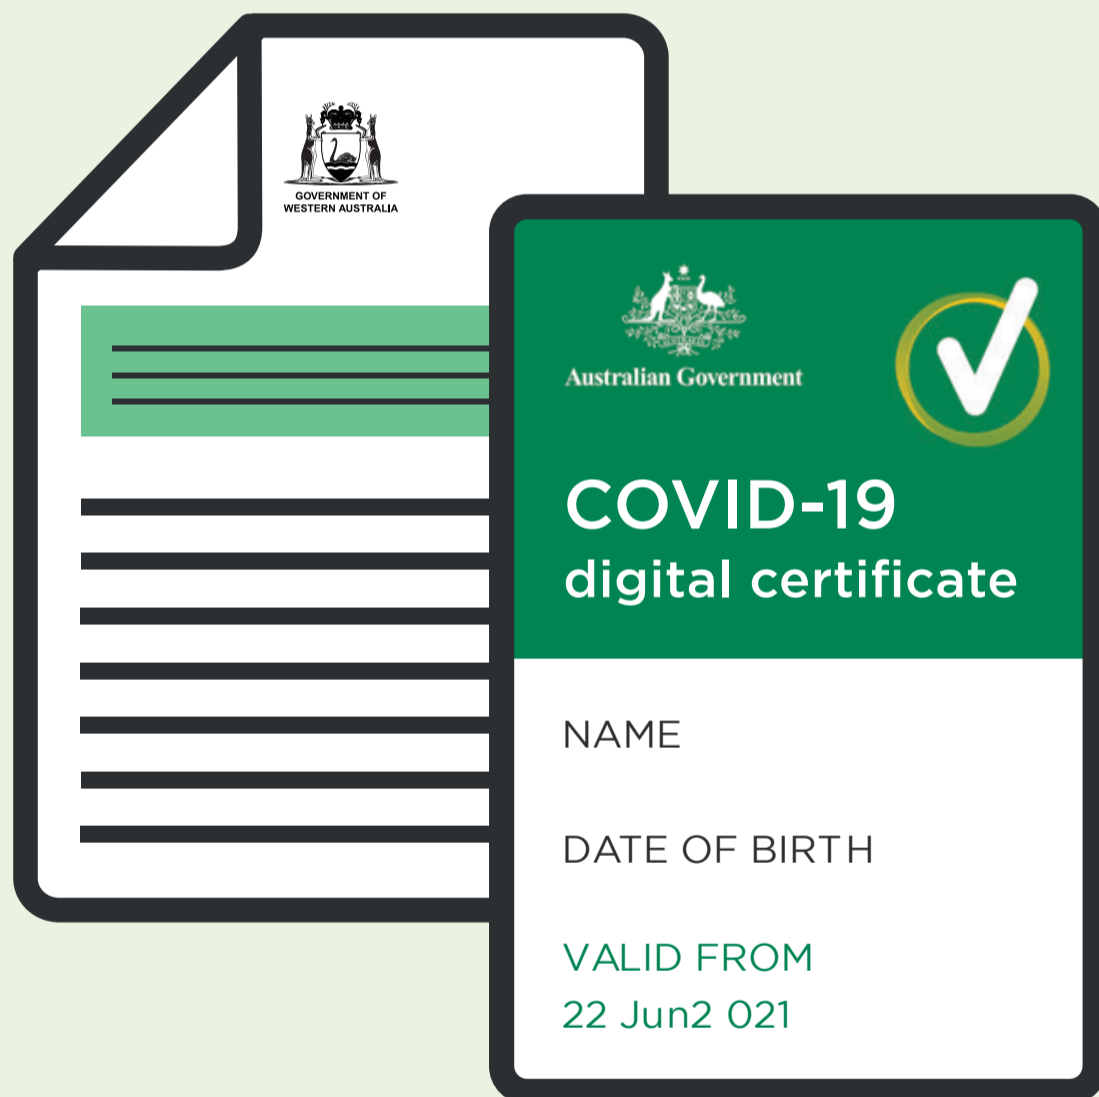 GOVERNMENT OF
WESTERN AUSTRALIA
Australian Government
COVID-19
digital certificate
NAME
DATE OF BIRTH
VALID FROM
22 Jun2 021